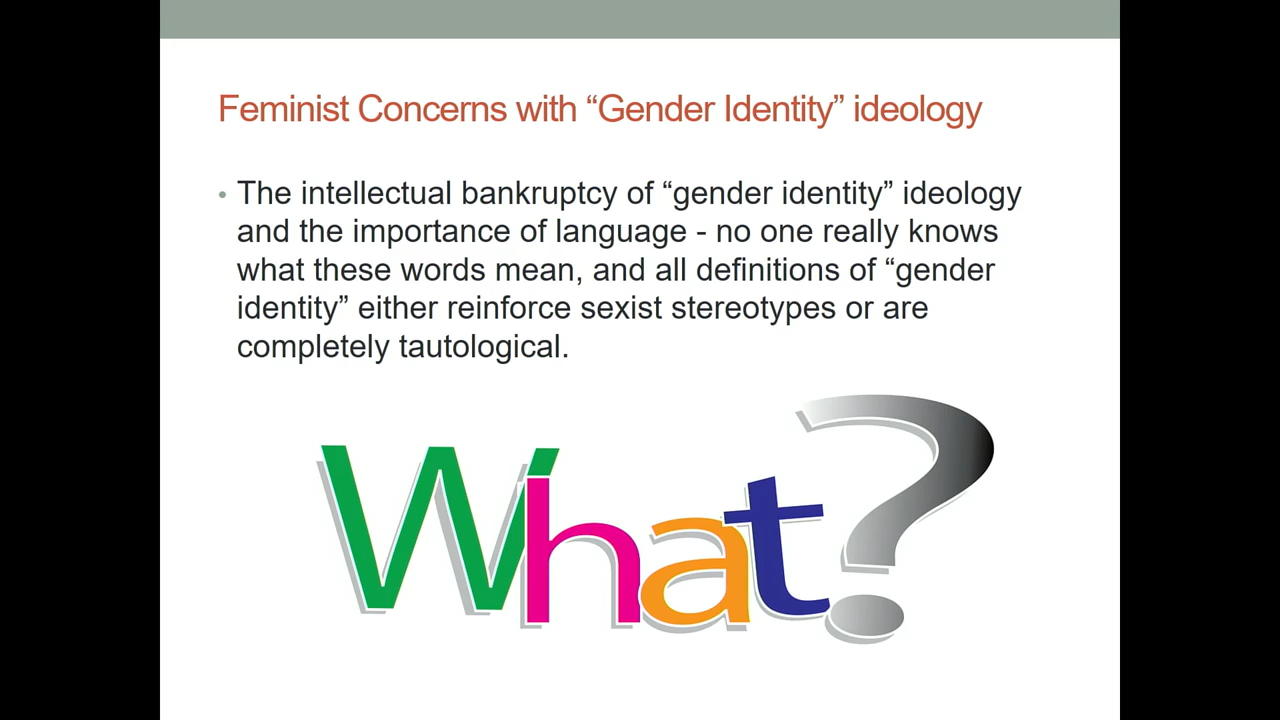 Feminist Concerns with “Gender Identity” ideology
• The intellectual bankruptcy of “gender identity” ideology
and the importance of language - no one really knows
what these words mean, and all definitions of “gender
identity” either reinforce sexist stereotypes or are
completely tautological.
What?